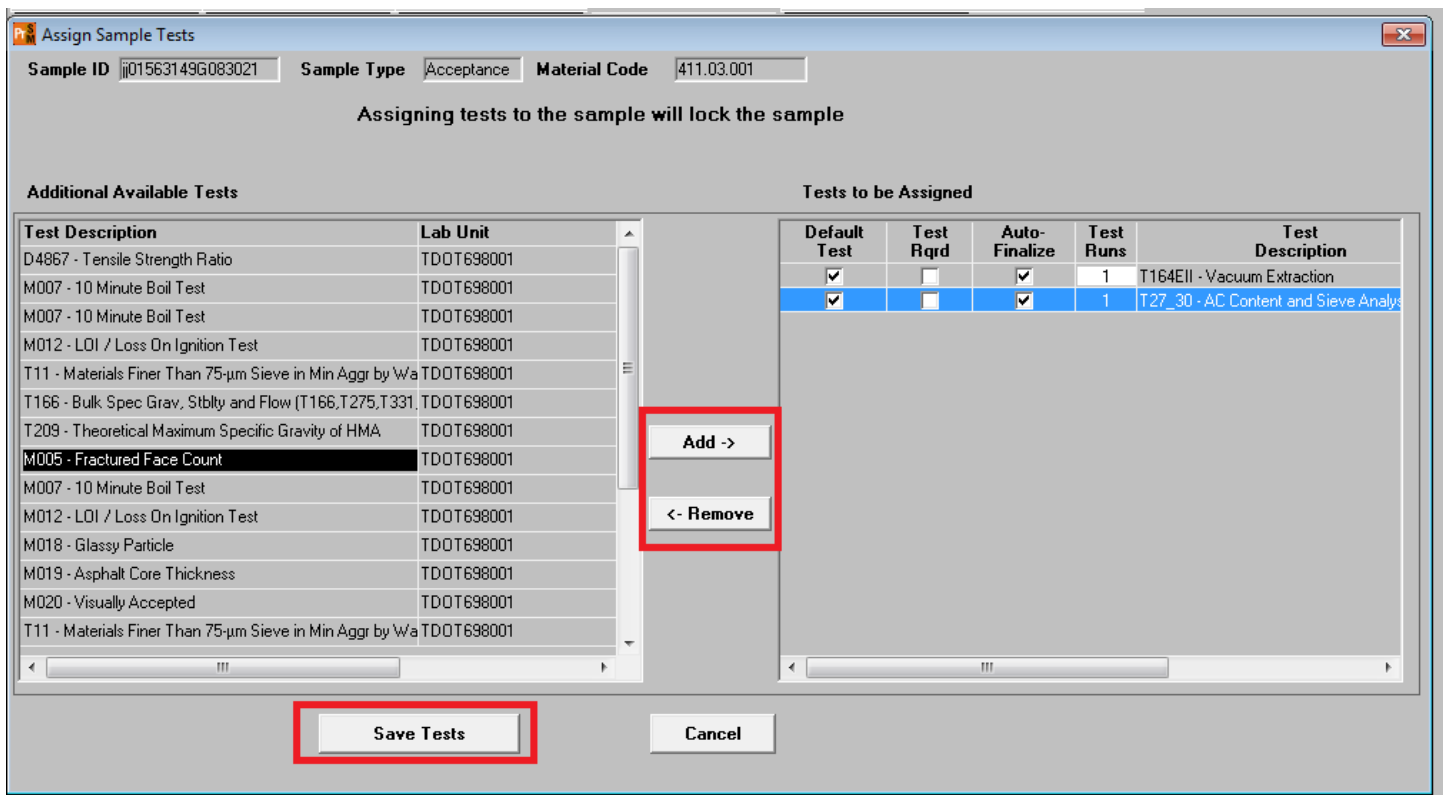 Assign Sample Tests
Sample ID jj01563149G083021 Sample Type Acceptance Material Code 411.03.001
Assigning tests to the sample will lock the sample
Additional Available Tests Tests to be Assigned
Test Description Lab Unit
D4867 - Tensile Strength Ratio TDOT698001
M007 - 10 Minute Boil Test TDOT698001
M007 - 10 Minute Boil Test TDOT698001
M012 - LOI / Loss On Ignition Test TDOT698001
T11 - Materials Finer Than 75-µm Sieve in Min Aggr by Wa TDOT698001
T166 - Bulk Spec Grav, Stblty and Flow (T166,T275,T331, TDOT698001
T209 - Theoretical Maximum Specific Gravity of HMA TDOT698001
M005 - Fractured Face Count TDOT698001
M007 - 10 Minute Boil Test TDOT698001
M012 - LOI / Loss On Ignition Test TDOT698001
M018 - Glassy Particle TDOT698001
M019 - Asphalt Core Thickness TDOT698001
M020 - Visually Accepted TDOT698001
T11 - Materials Finer Than 75-µm Sieve in Min Aggr by Wa TDOT698001
Add ->
<- Remove
Default Test Auto- Test Test
Test Rqrd Finalize Runs Description
1 T164EII - Vacuum Extraction
1 T27_30 - AC Content and Sieve Analys
Save Tests Cancel